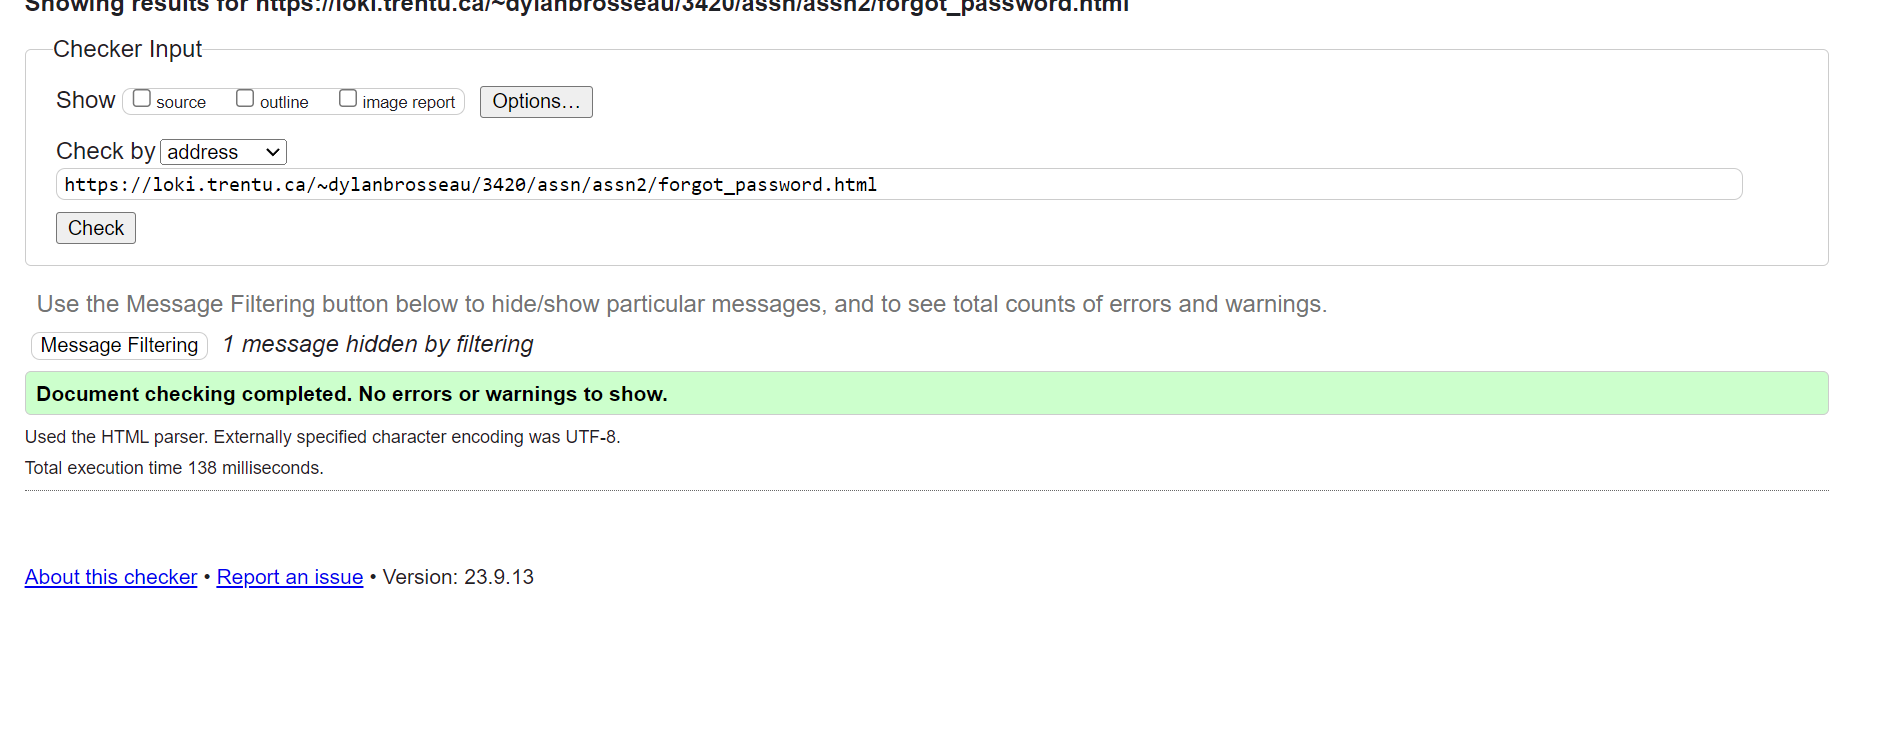 Showing results for https://loki.trentu.ca/~dylanbrosseau/3420/assn/assn2/forgot_password.html
Checker Input
Show source outline image report Options...
Check by address
https://loki.trentu.ca/~dylanbrosseau/3420/assn/assn2/forgot_password.html
Check
Use the Message Filtering button below to hide/show particular messages, and to see total counts of errors and warnings.
Message Filtering 1 message hidden by filtering
Document checking completed. No errors or warnings to show.
Used the HTML parser. Externally specified character encoding was UTF-8.
Total execution time 138 milliseconds.
About this checker • Report an issue • Version: 23.9.13